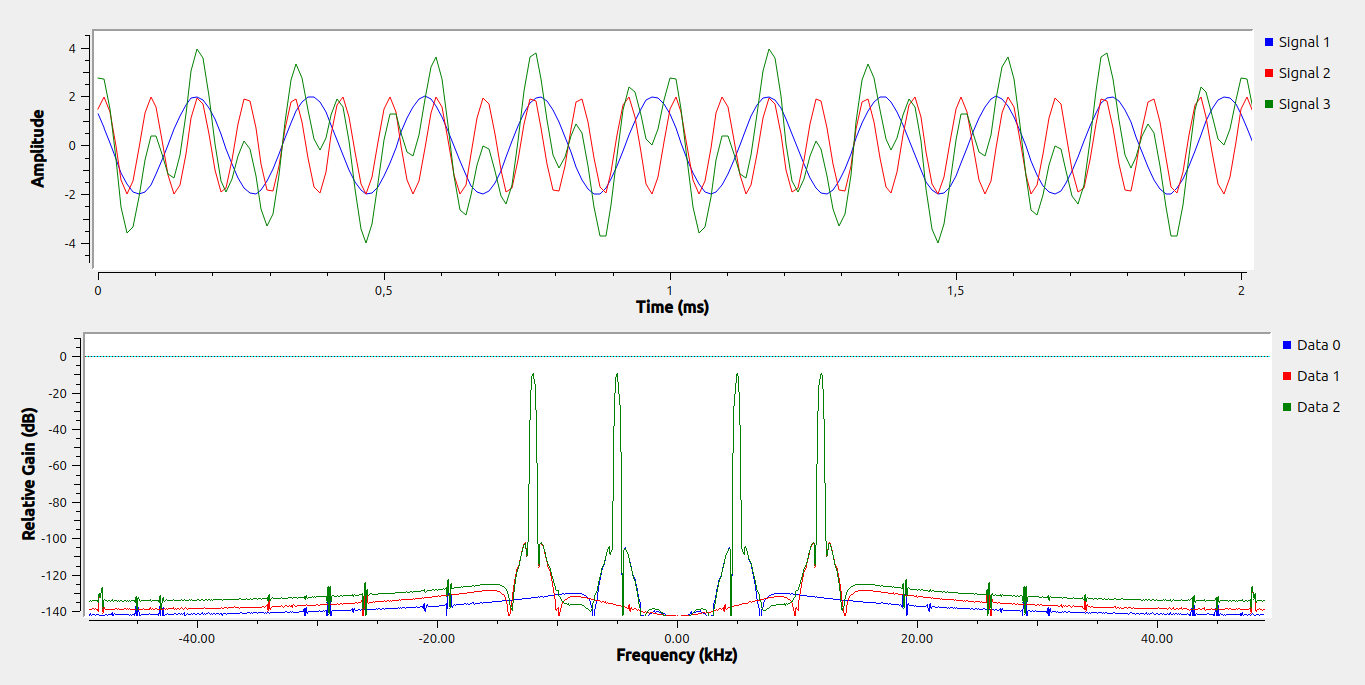 4
2
0
-2
-4
Amplitude
0
0,5
1
1,5
2
Time (ms)
Signal 1
Signal 2
Signal 3
0
-20
-40
-60
-80
-100
-120
-140
Relative Gain (dB)
-40.00
-20.00
0.00
20.00
40.00
Frequency (kHz)
Data 0
Data 1
Data 2